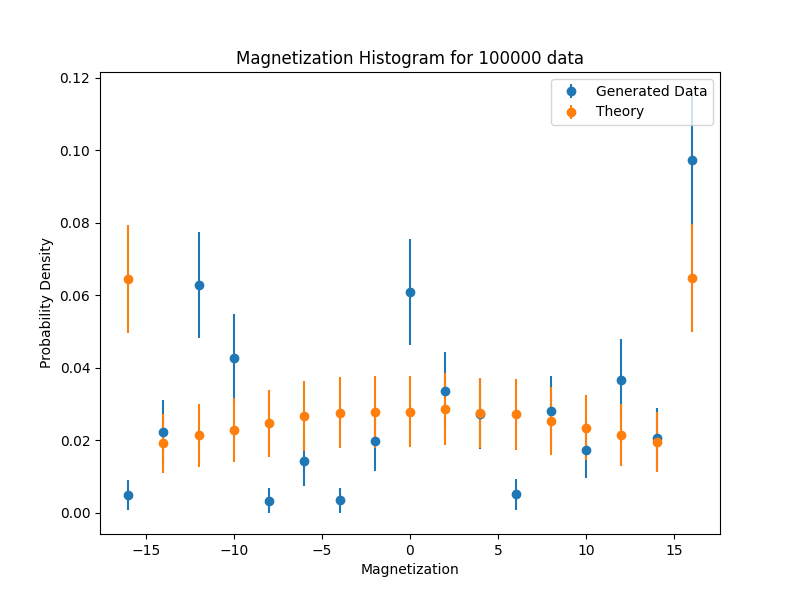 Magnetization Histogram for 100000 data
Generated Data
Theory
0.12
0.10
0.08
0.06
0.04
0.02
0.00
Probability Density
−15
−10
−5
0
5
10
15
Magnetization